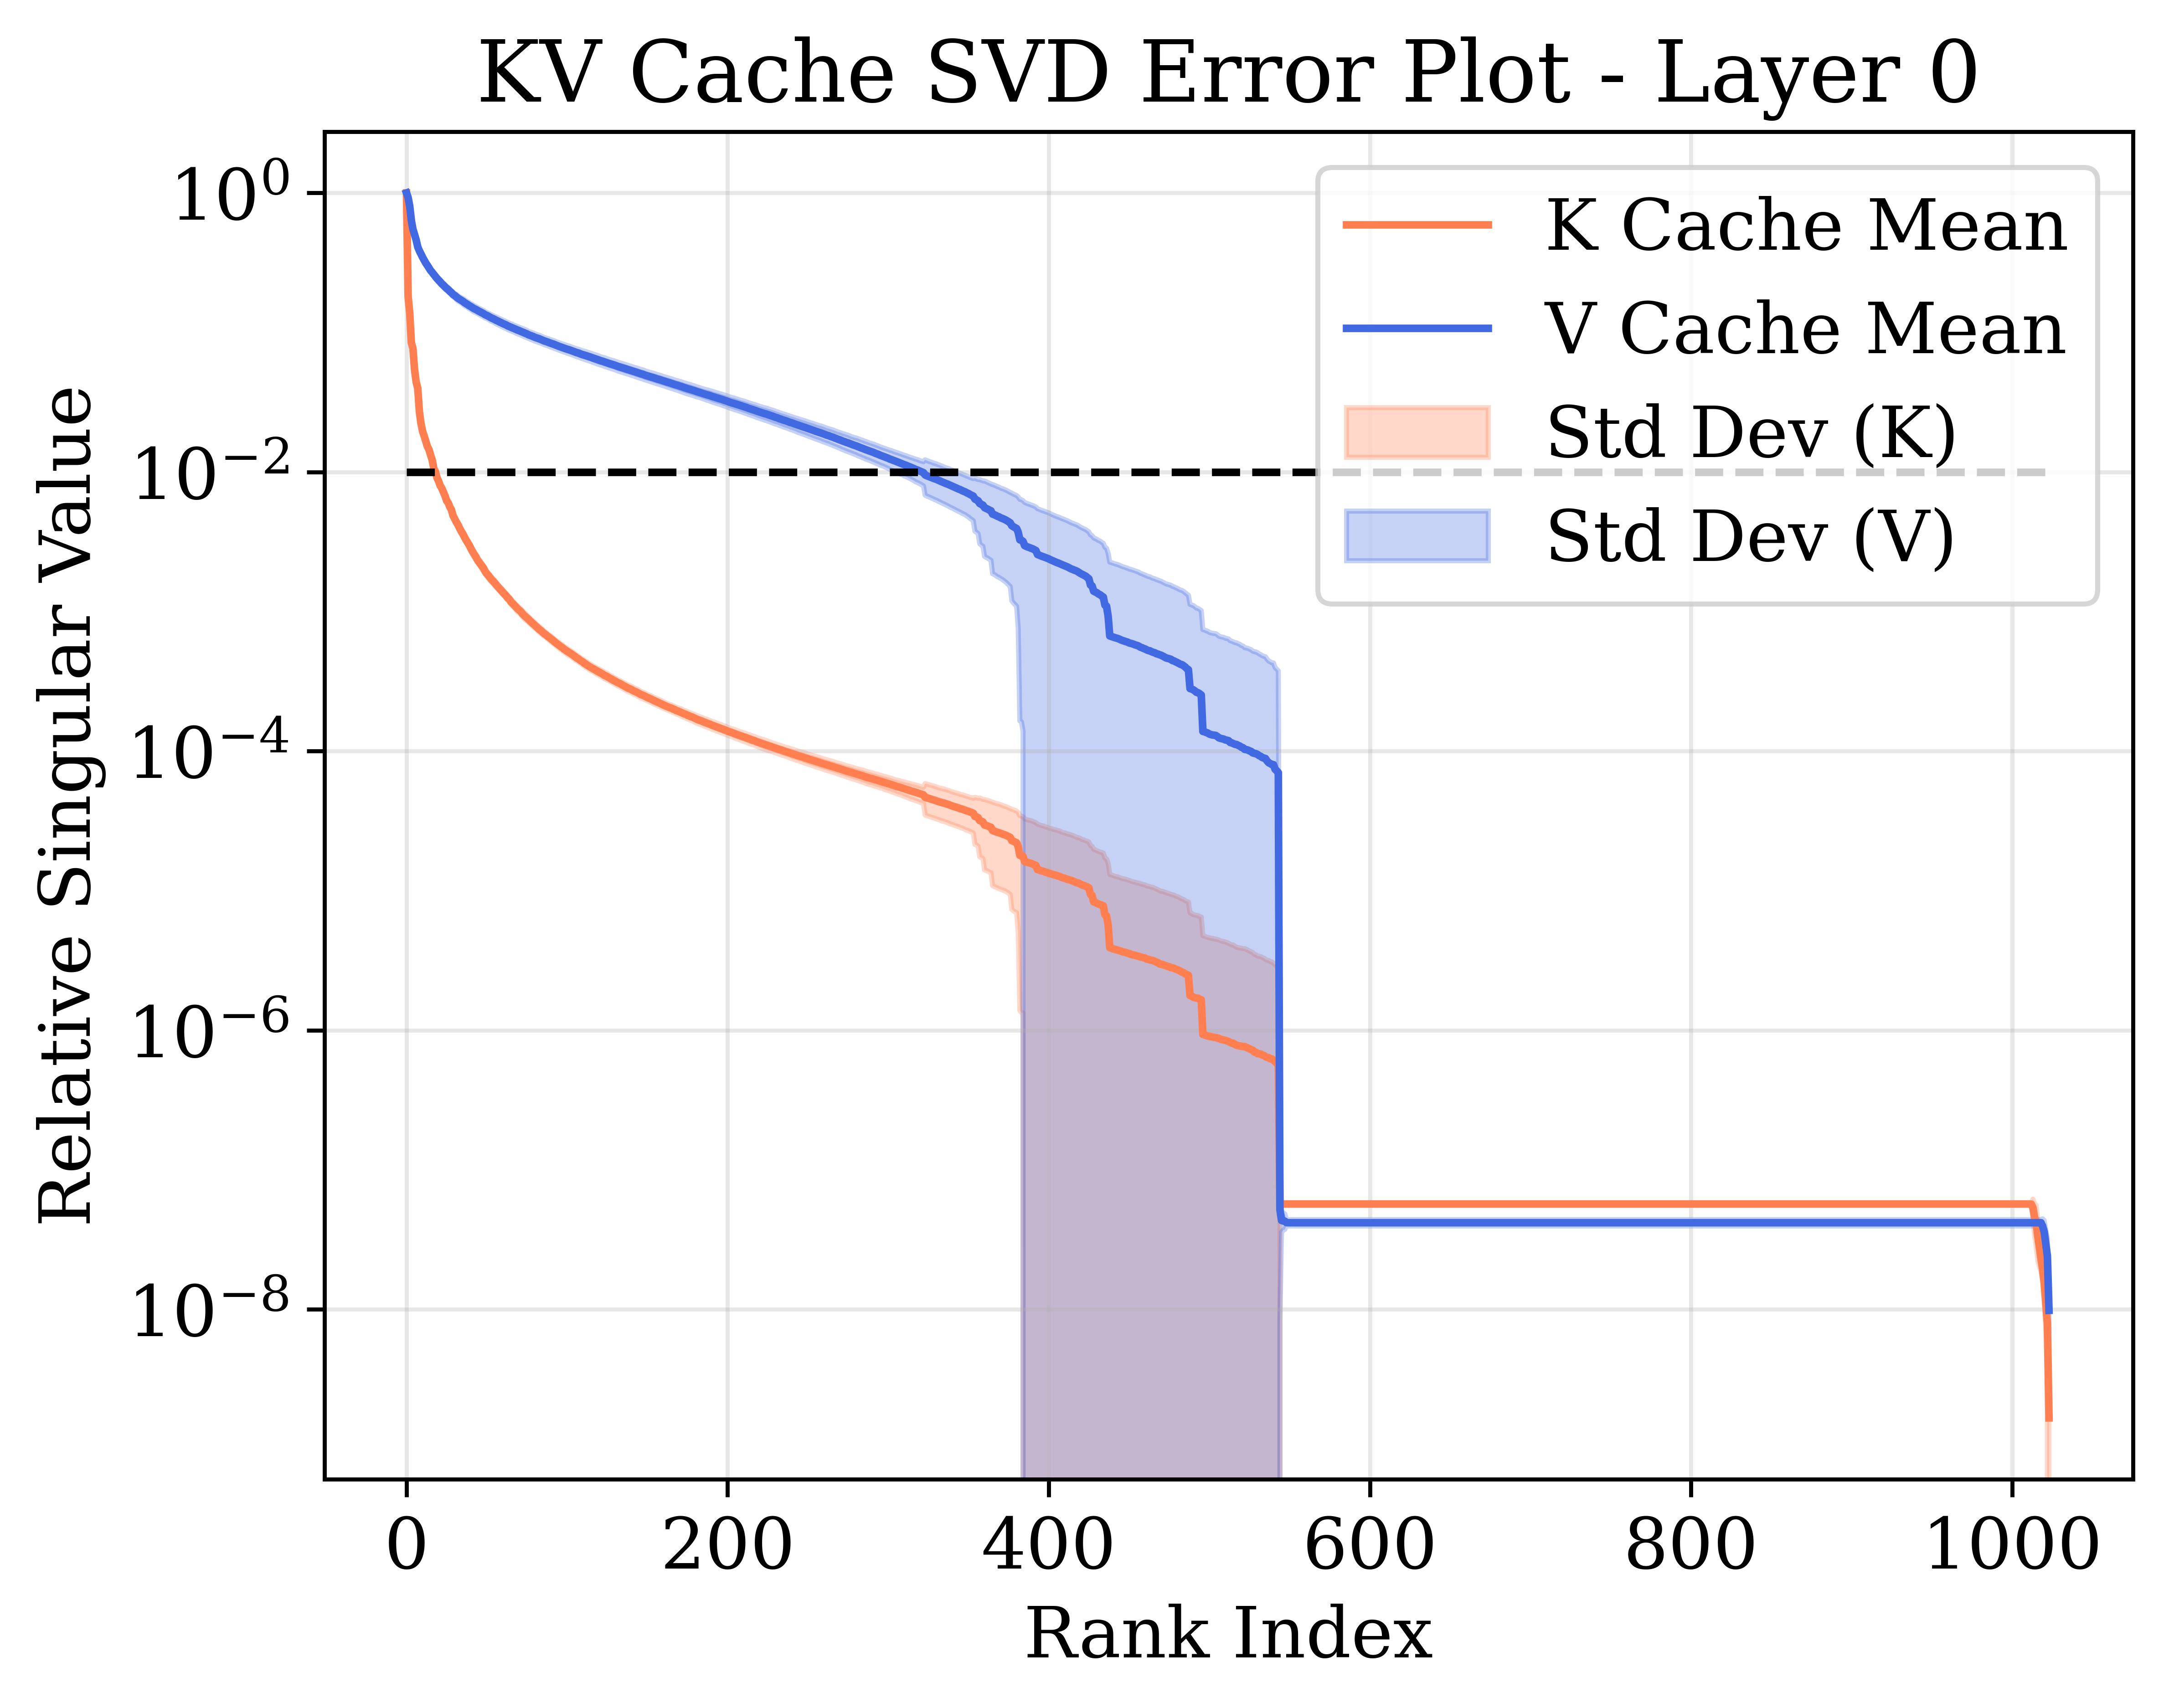 KV Cache SVD Error Plot - Layer 0
Relative Singular Value
10⁰
10⁻²
10⁻⁴
10⁻⁶
10⁻⁸
K Cache Mean
V Cache Mean
Std Dev (K)
Std Dev (V)
0 200 400 600 800 1000
Rank Index